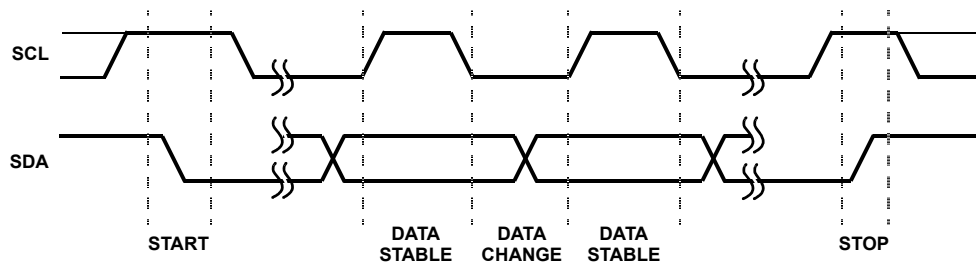 SCL
SDA
START
DATA STABLE
DATA CHANGE
DATA STABLE
STOP